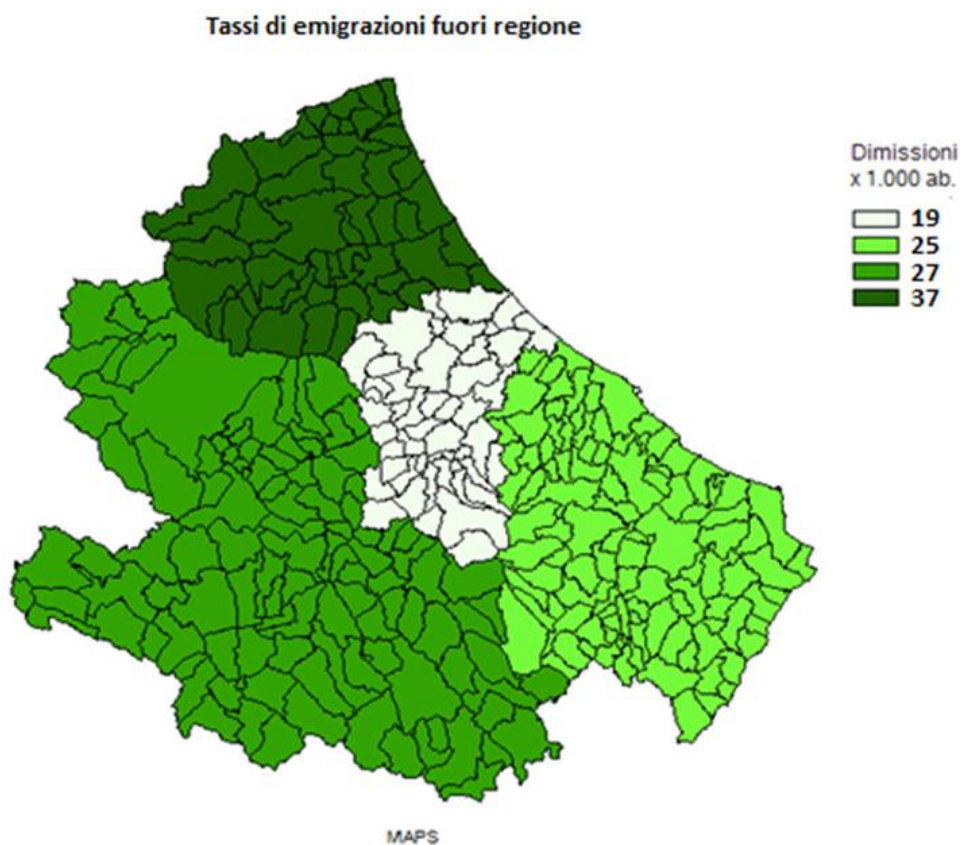 Tassi di emigrazioni fuori regione
Dimissioni
x 1.000 ab.
19
25
27
37
MAPS